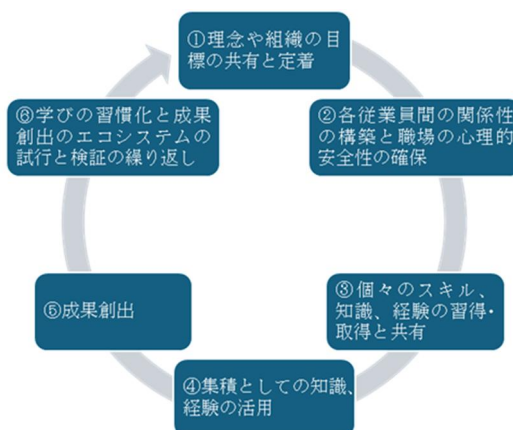 ①理念や組織の目
標の共有と定着
②各従業員間の関係性
の構築と職場の心理的
安全性の確保
③個々のスキル、
知識、経験の習得・
取得と共有
④集積としての知識、
経験の活用
⑤成果創出
⑥学びの習慣化と成果
創出のエコシステムの
試行と検証の繰り返し